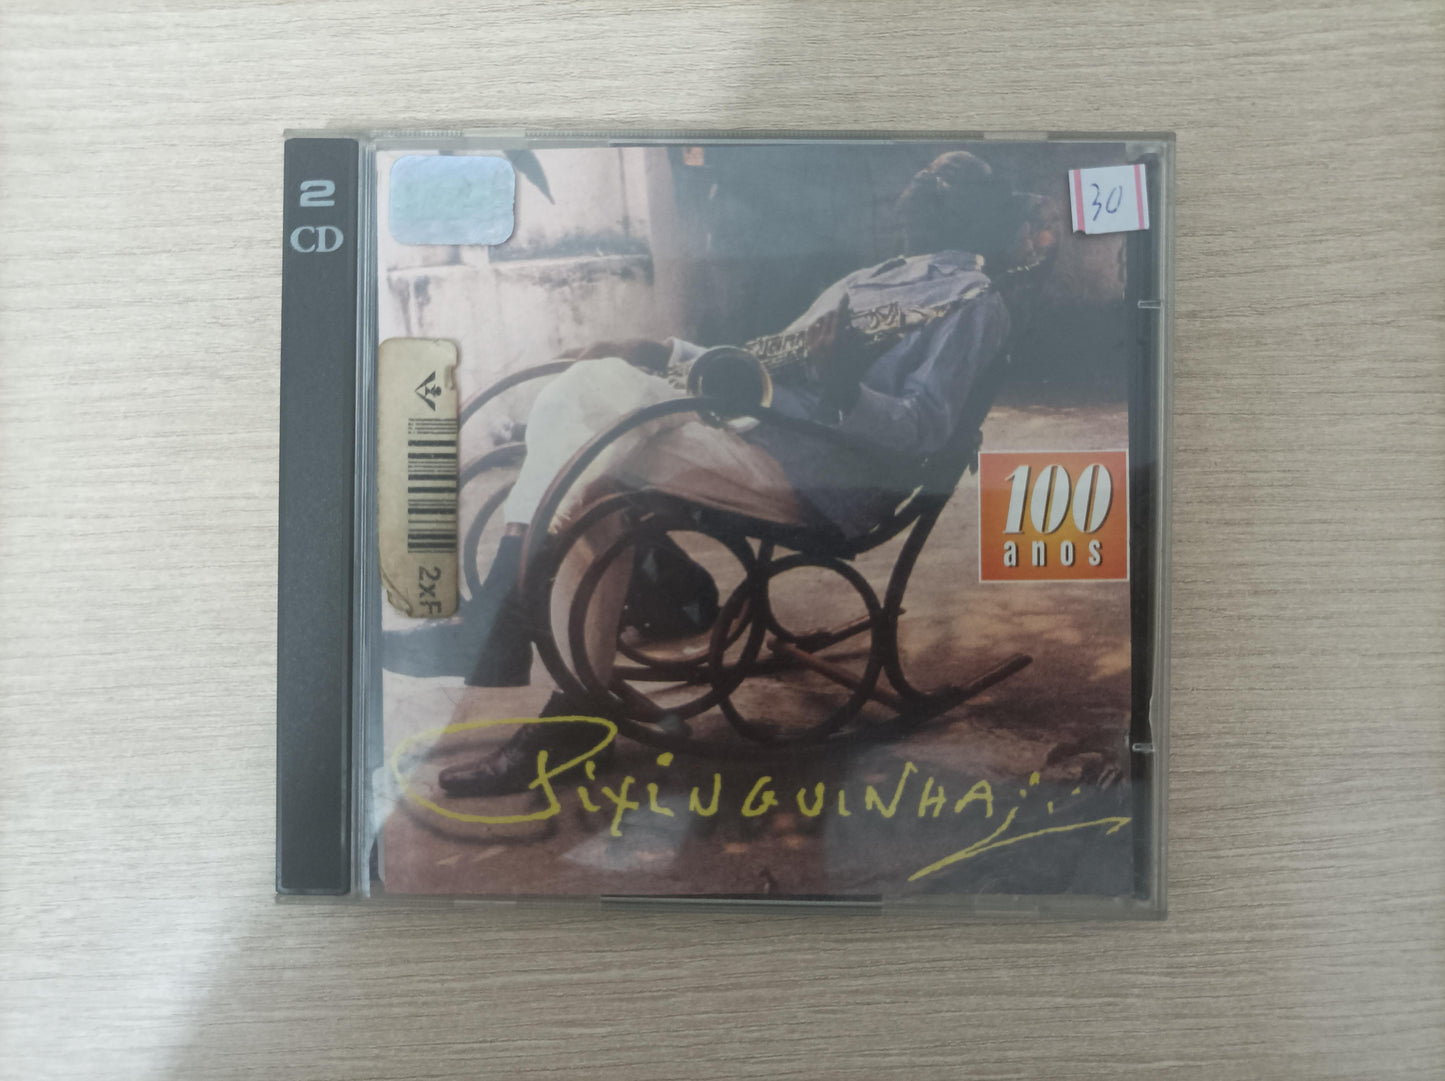 2
CD
30
100
anos
2xF
PixiNGUiNHA